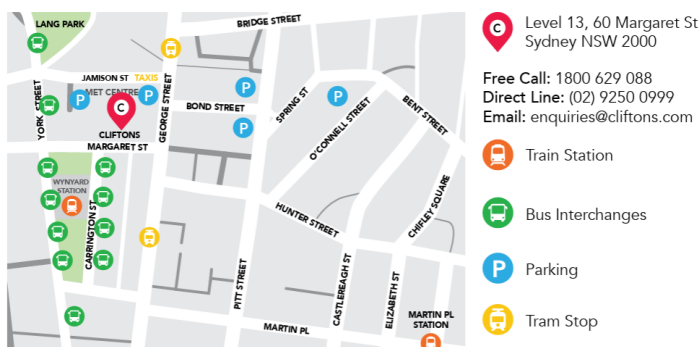 LANG PARK
BRIDGE STREET
JAMISON ST TAXIS
MET CENTRE
C
CLIFTONS
MARGARET ST
YORK STREET
GEORGE STREET
BOND STREET
SPRING ST
O'CONNELL STREET
BENT STREET
P
P
P
P
P
WYNYARD
STATION
CARRINGTON ST
HUNTER STREET
CHIFLEY SQUARE
PITT STREET
CASTLEREAGH ST
ELIZABETH ST
MARTIN PL
MARTIN PL
STATION
C
Level 13, 60 Margaret St
Sydney NSW 2000
Free Call: 1800 629 088
Direct Line: (02) 9250 0999
Email: enquiries@cliftons.com
Train Station
Bus Interchanges
P
Parking
Tram Stop